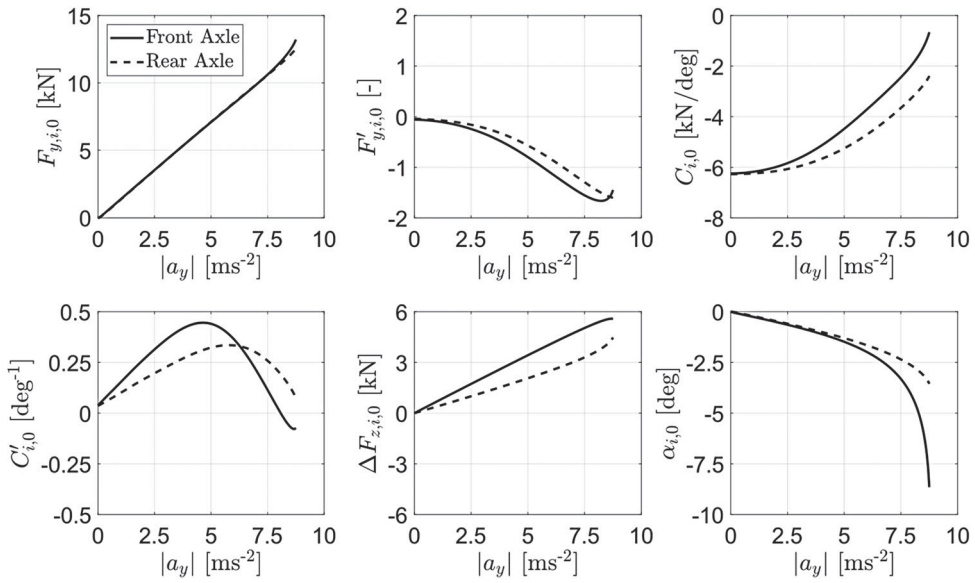 15
10
5
0
F_{y,i,0} [kN]
Front Axle
Rear Axle
0 2.5 5 7.5 10
|a_y| [ms⁻²]
2
1
0
-1
-2
F'_{y,i,0} [-]
0 2.5 5 7.5 10
|a_y| [ms⁻²]
0
-2
-4
-6
-8
C_{i,0} [kN/deg]
0 2.5 5 7.5 10
|a_y| [ms⁻²]
0.5
0.25
0
-0.25
-0.5
C'_{i,0} [deg⁻¹]
0 2.5 5 7.5 10
|a_y| [ms⁻²]
6
3
0
-3
-6
ΔF_{z,i,0} [kN]
0 2.5 5 7.5 10
|a_y| [ms⁻²]
0
-2.5
-5
-7.5
-10
α_{i,0} [deg]
0 2.5 5 7.5 10
|a_y| [ms⁻²]